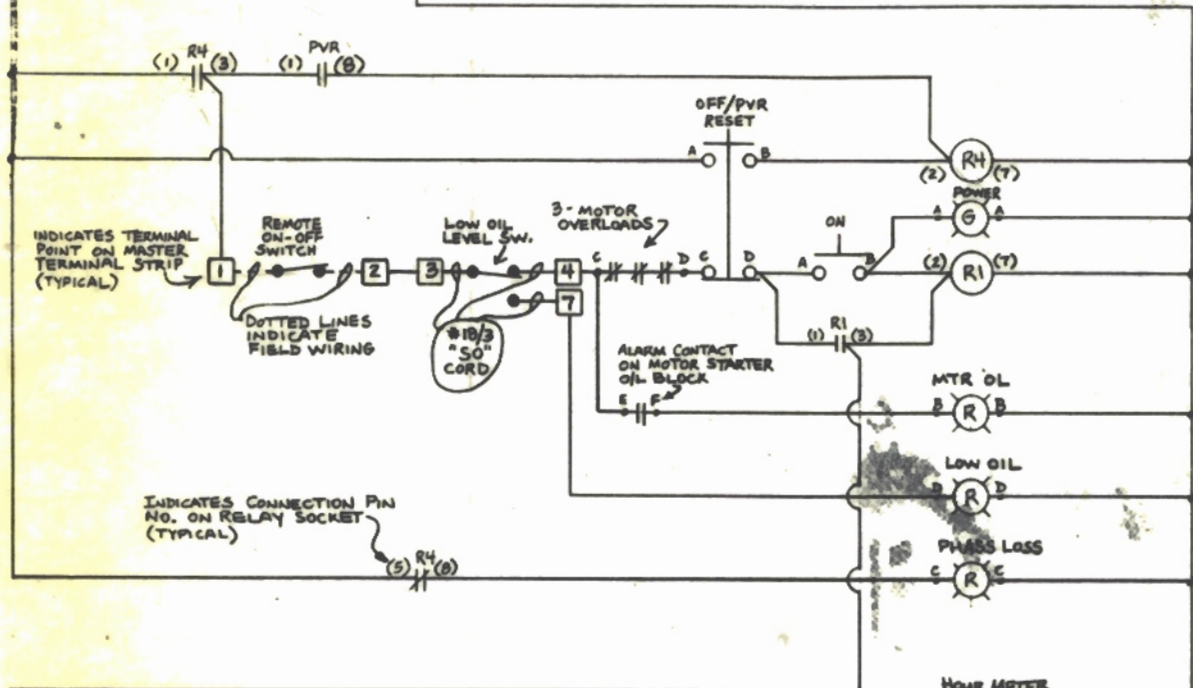 R4
(1) (3)
PVR
(1) (8)
OFF/PVR
RESET
A B
R4
(2) (7)
POWER
A G A
INDICATES TERMINAL
POINT ON MASTER
TERMINAL STRIP
(TYPICAL)
REMOTE
ON-OFF
SWITCH
LOW OIL
LEVEL SW.
3-MOTOR
OVERLOADS
ON
1
2
3
4
C D C D
A B
(2) R1 (7)
7
DOTTED LINES
INDICATE
FIELD WIRING
#18/3
"SO"
CORD
R1
(1) (3)
ALARM CONTACT
ON MOTOR STARTER
O/L BLOCK
E F
MTR OL
B R B
LOW OIL
D R D
INDICATES CONNECTION PIN
NO. ON RELAY SOCKET
(TYPICAL)
R4
(5) (8)
PHASS LOSS
C R C
HOUR METER